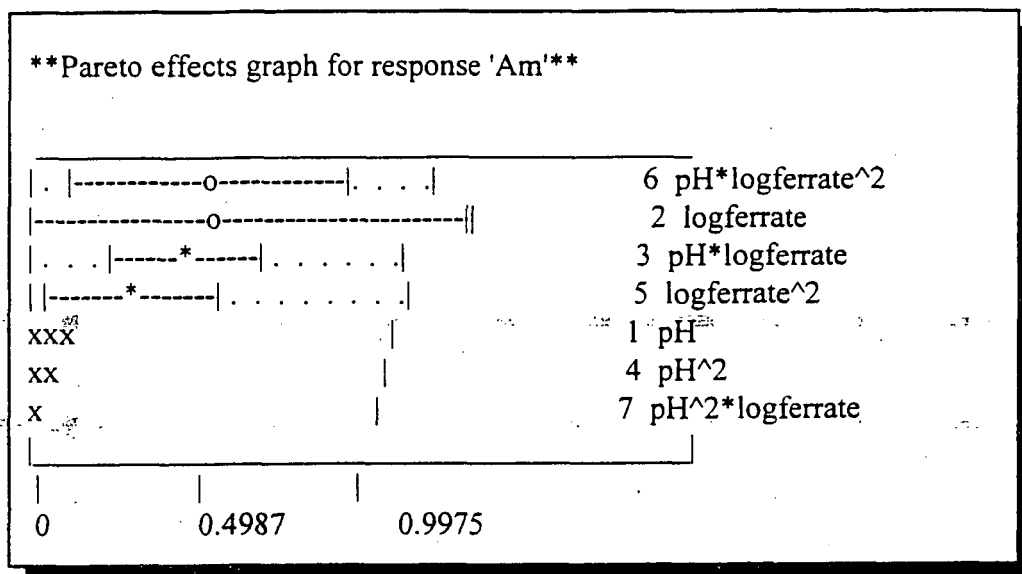 **Pareto effects graph for response 'Am'**
|. |------------o------------|. . . .| 6 pH*logferrate^2
|-----------------o-----------------------|| 2 logferrate
|. . .|------*------| . . . . . .| 3 pH*logferrate
||-------*-------| . . . . . . . .| 5 logferrate^2
xxx | 1 pH
xx | 4 pH^2
x | 7 pH^2*logferrate
0 0.4987 0.9975